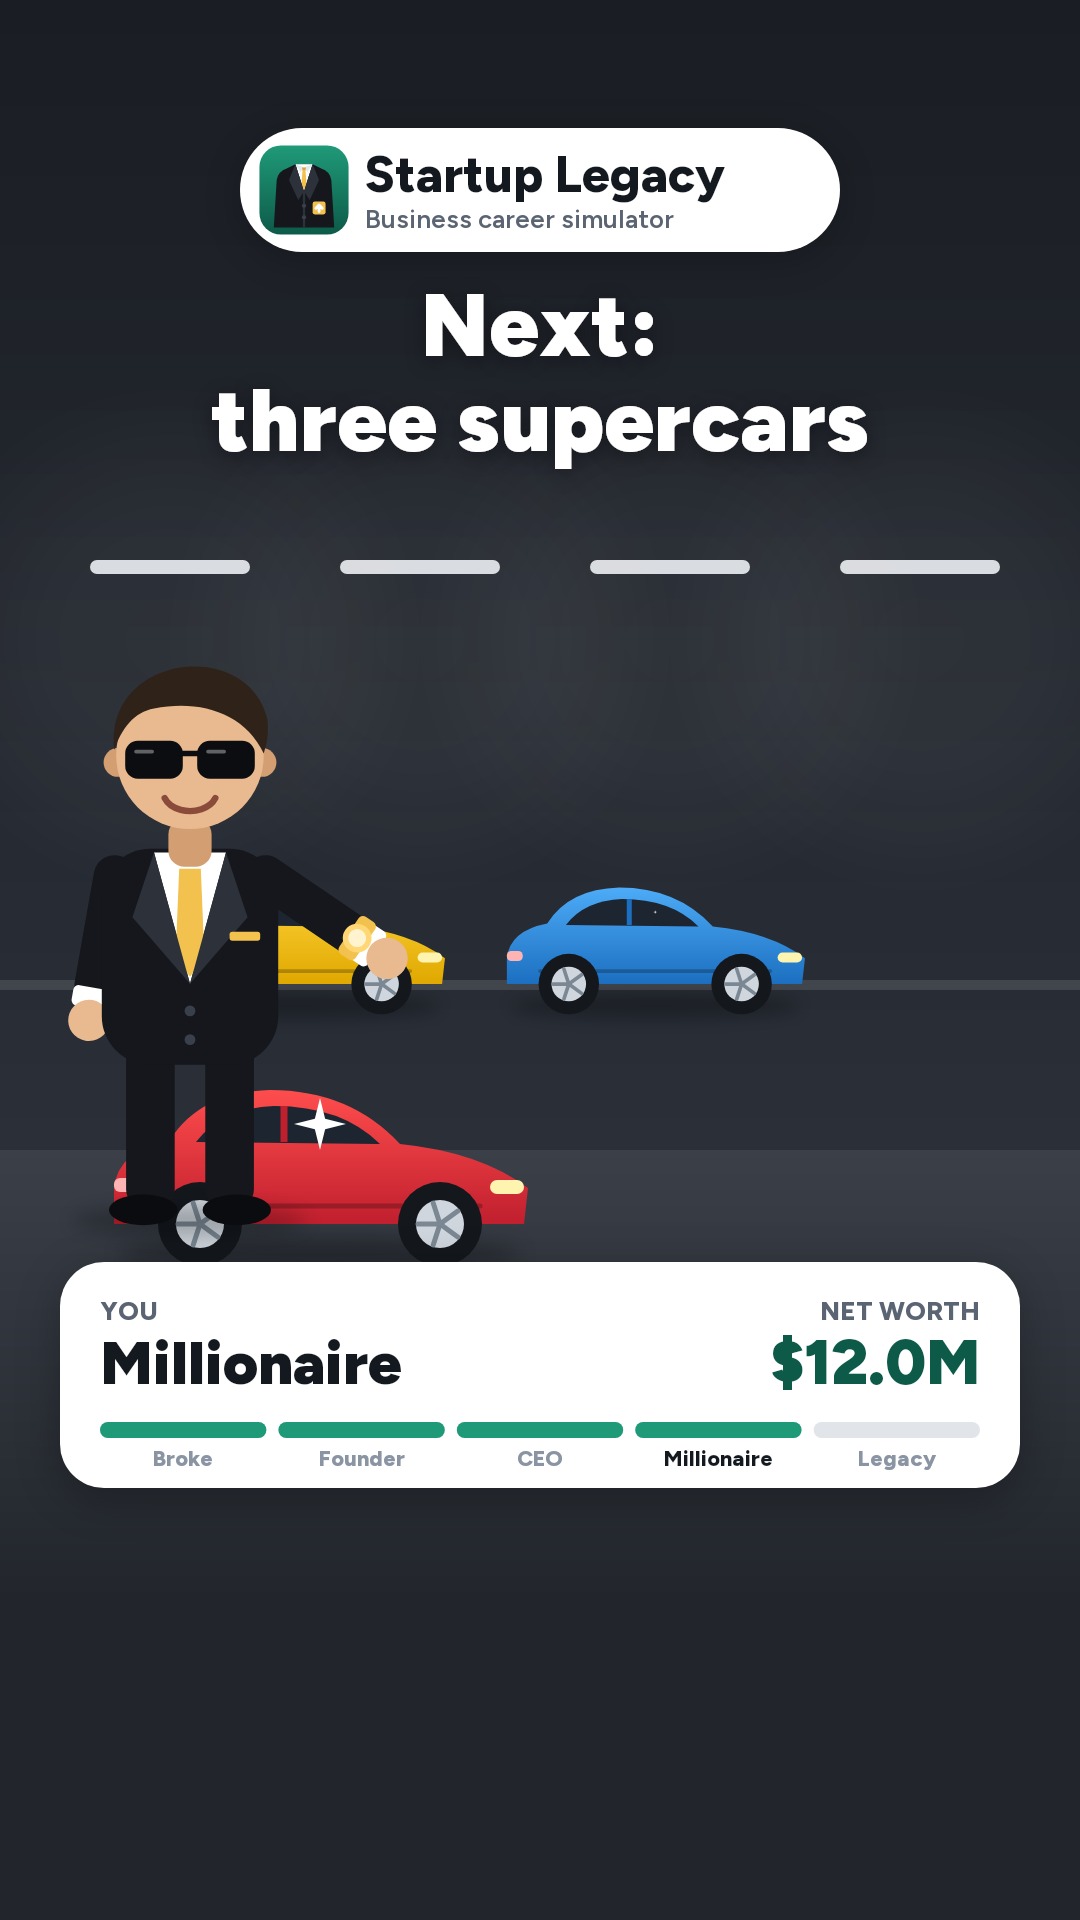 Startup Legacy
Business career simulator
Next:
three supercars
YOU
NET WORTH
Millionaire
$12.0M
Broke
Founder
CEO
Millionaire
Legacy